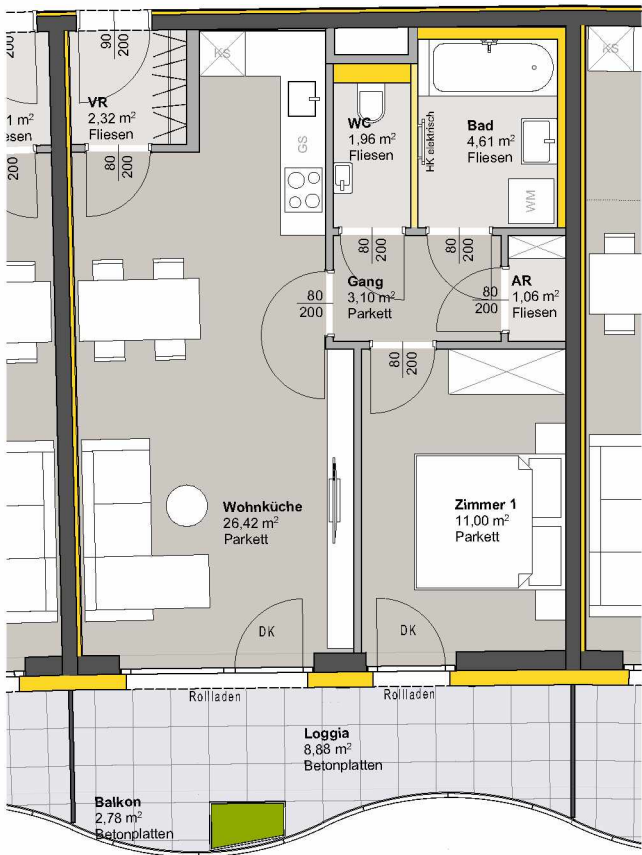 90
200
VR
2,32 m²
Fliesen
80
200
KS
GS
WC
1,96 m²
Fliesen
HK elektrisch
Bad
4,61 m²
Fliesen
WM
KS
1 m²
esen
200
80
200
80
200
Gang
3,10 m²
Parkett
80
200
80
200
AR
1,06 m²
Fliesen
80
200
Wohnküche
26,42 m²
Parkett
Zimmer 1
11,00 m²
Parkett
DK
DK
Rollladen
Rollladen
Loggia
8,88 m²
Betonplatten
Balkon
2,78 m²
Betonplatten